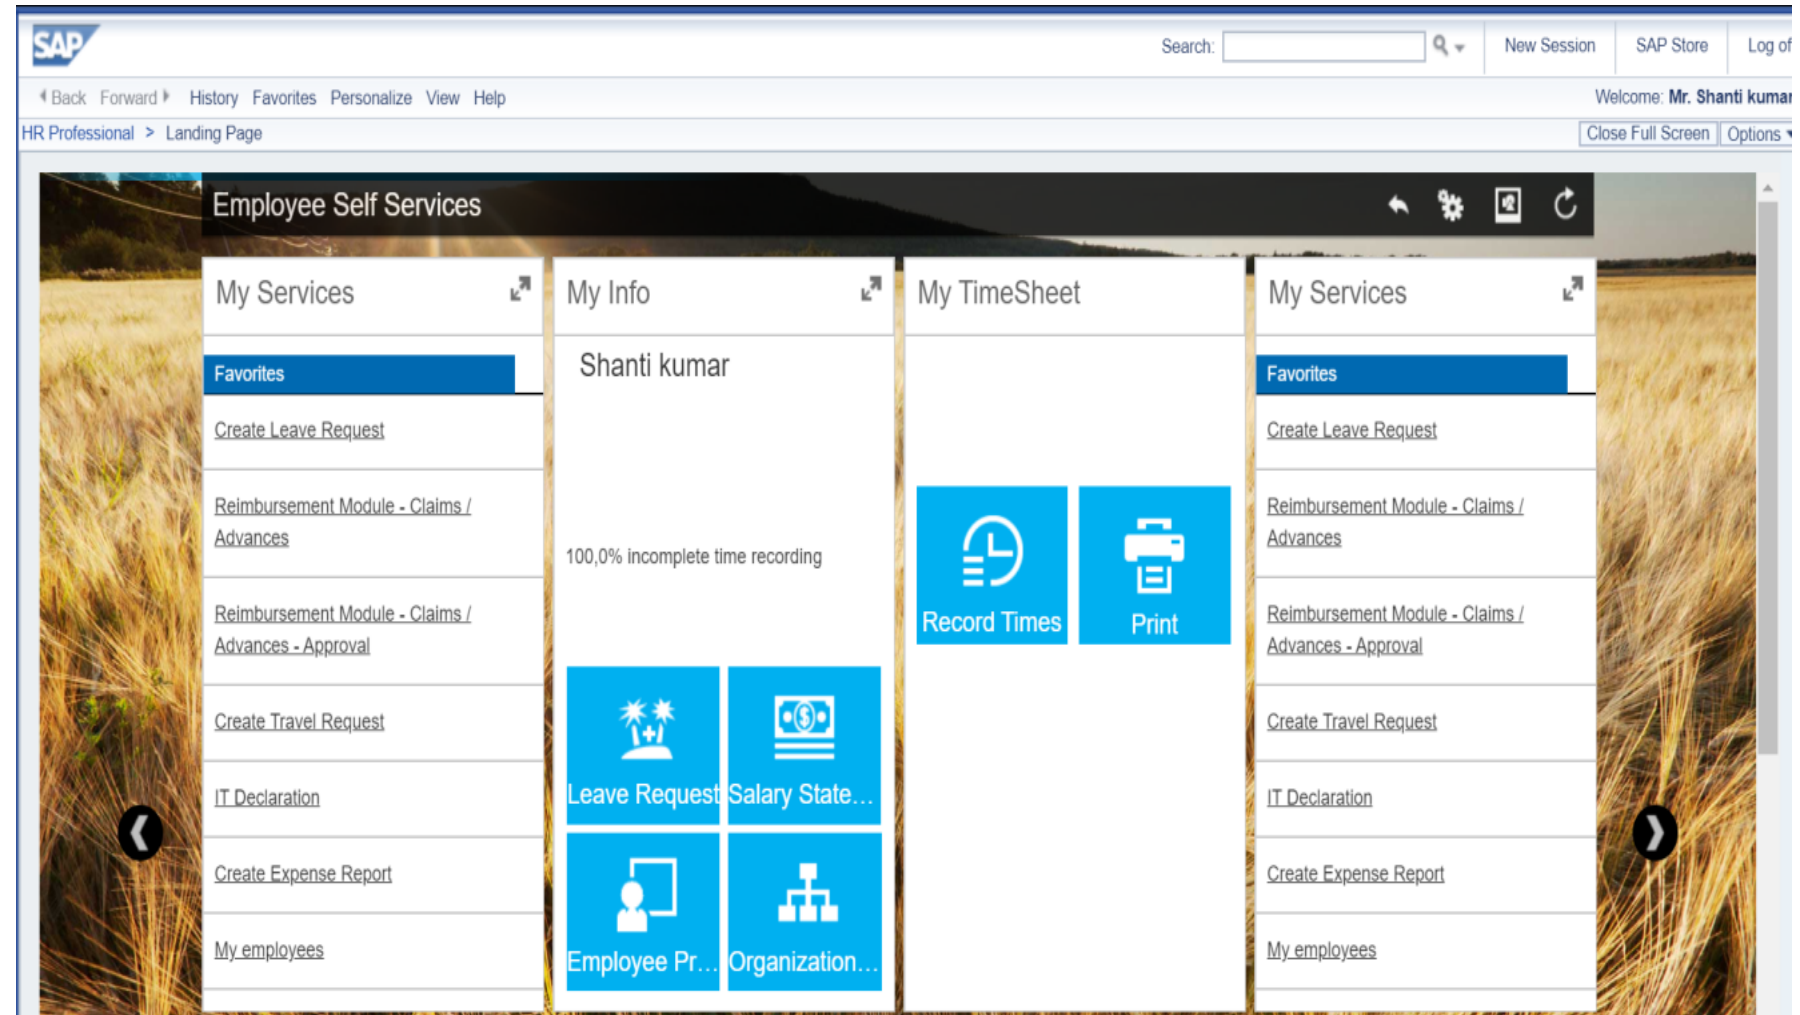 SAP
Search:
New Session
SAP Store
Log of
Back Forward History Favorites Personalize View Help
Welcome: Mr. Shanti kumar
HR Professional > Landing Page
Close Full Screen
Options
Employee Self Services
My Services
Favorites
Create Leave Request
Reimbursement Module - Claims /
Advances
Reimbursement Module - Claims /
Advances - Approval
Create Travel Request
IT Declaration
Create Expense Report
My employees
My Info
Shanti kumar
100,0% incomplete time recording
Leave Request
Salary State...
Employee Pr...
Organization...
My TimeSheet
Record Times
Print
My Services
Favorites
Create Leave Request
Reimbursement Module - Claims /
Advances
Reimbursement Module - Claims /
Advances - Approval
Create Travel Request
IT Declaration
Create Expense Report
My employees